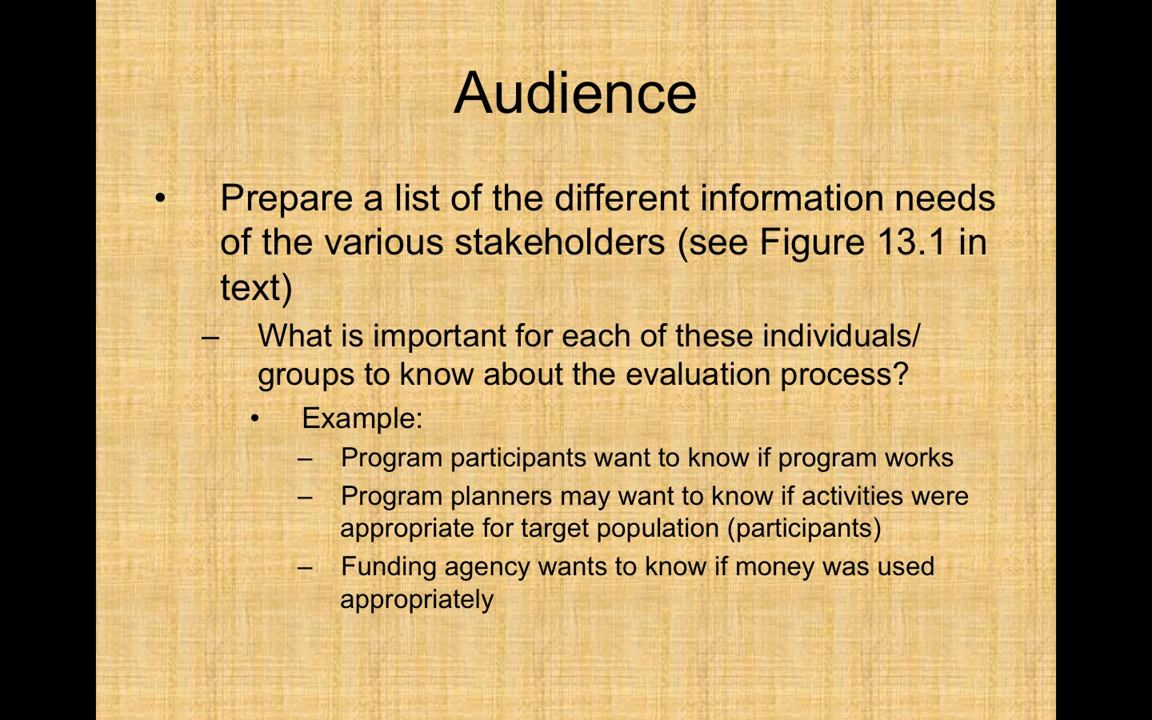 Audience
• Prepare a list of the different information needs
of the various stakeholders (see Figure 13.1 in
text)
– What is important for each of these individuals/
groups to know about the evaluation process?
• Example:
– Program participants want to know if program works
– Program planners may want to know if activities were
appropriate for target population (participants)
– Funding agency wants to know if money was used
appropriately